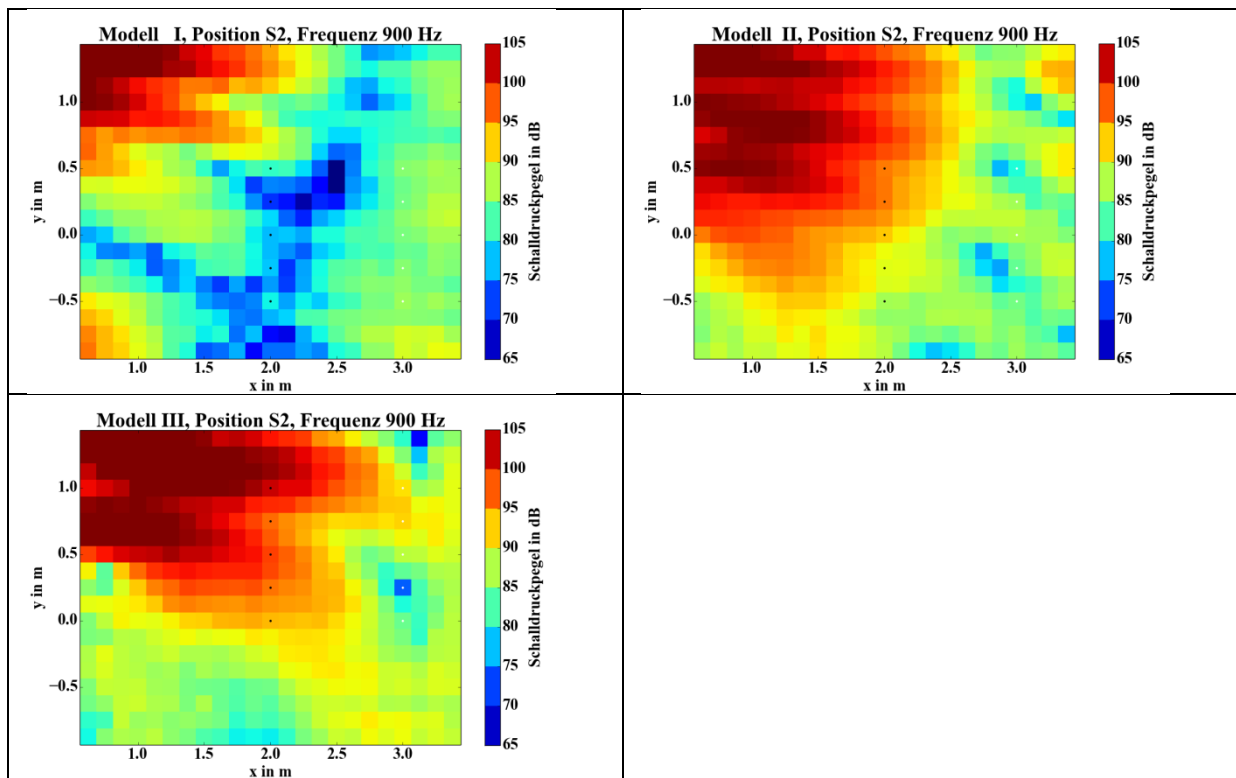 Modell I, Position S2, Frequenz 900 Hz
1.0
0.5
0.0
−0.5
y in m
1.0 1.5 2.0 2.5 3.0
x in m
105
100
95
90
85
80
75
70
65
Schalldruckpegel in dB
Modell II, Position S2, Frequenz 900 Hz
1.0
0.5
0.0
−0.5
y in m
1.0 1.5 2.0 2.5 3.0
x in m
105
100
95
90
85
80
75
70
65
Schalldruckpegel in dB
Modell III, Position S2, Frequenz 900 Hz
1.0
0.5
0.0
−0.5
y in m
1.0 1.5 2.0 2.5 3.0
x in m
105
100
95
90
85
80
75
70
65
Schalldruckpegel in dB